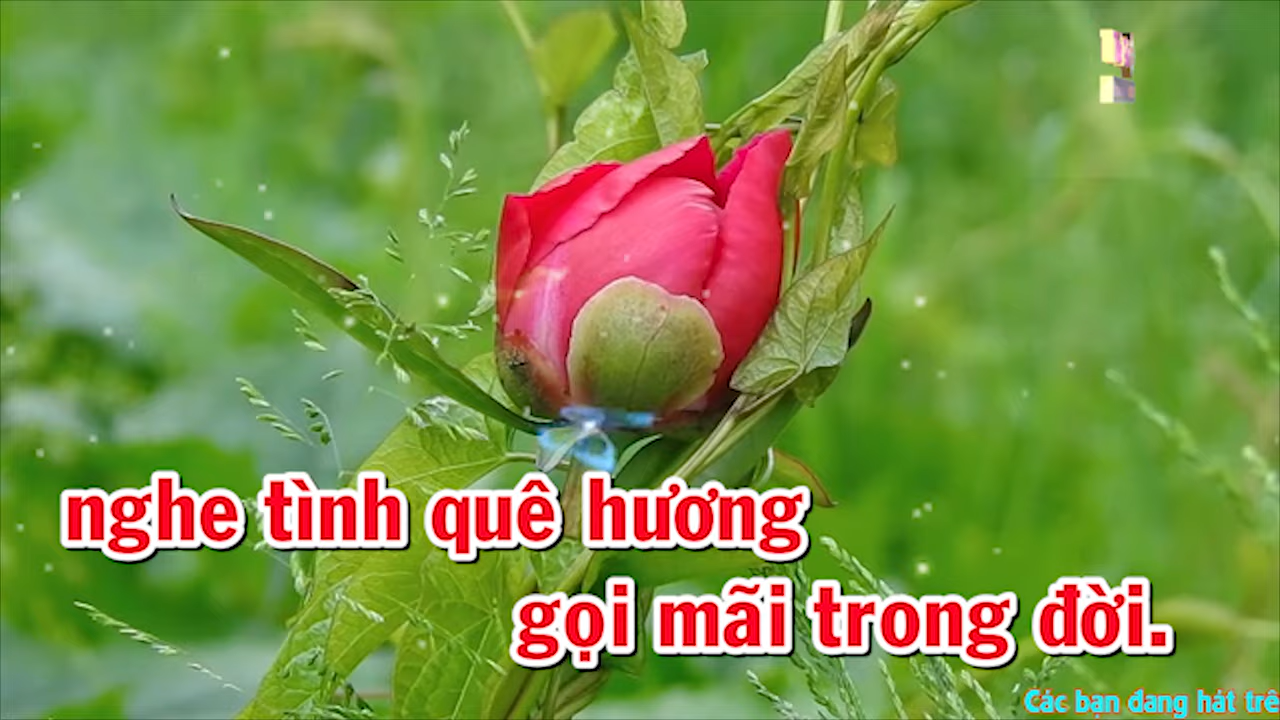 nghe tình quê hương
gọi mãi trong đời.
Các bạn đang hát trê